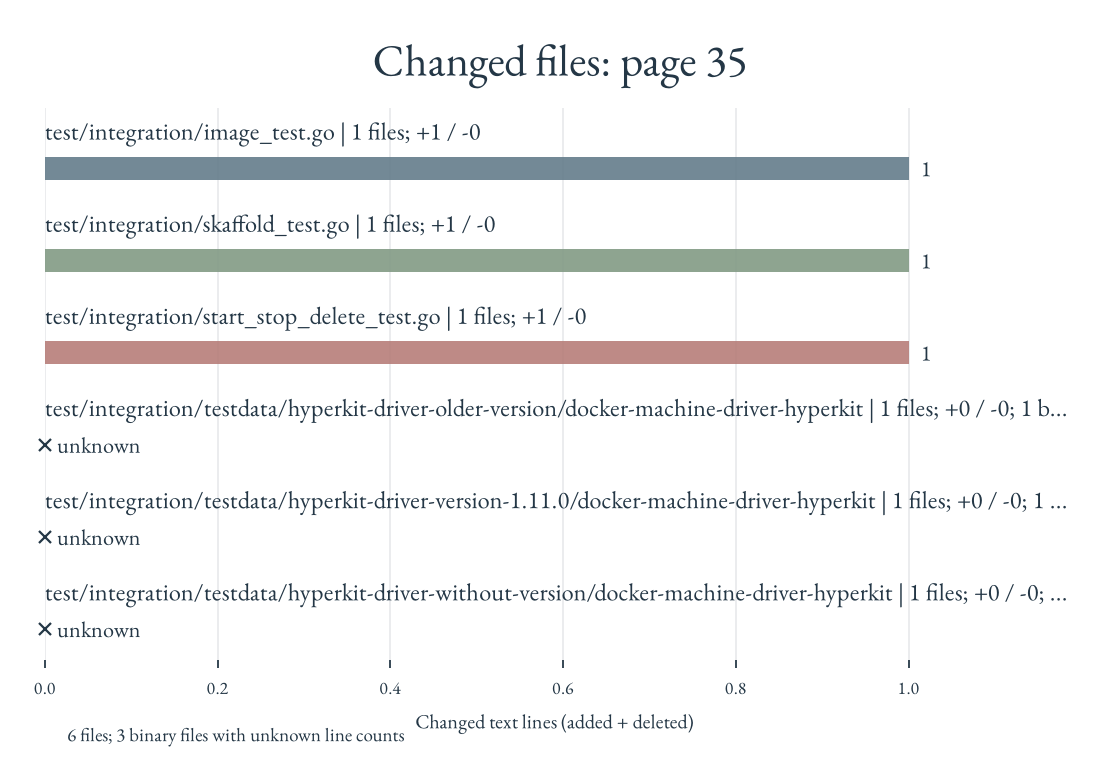 Changed files: page 35
test/integration/image_test.go | 1 files; +1 / -0
1
test/integration/skaffold_test.go | 1 files; +1 / -0
1
test/integration/start_stop_delete_test.go | 1 files; +1 / -0
1
test/integration/testdata/hyperkit-driver-older-version/docker-machine-driver-hyperkit | 1 files; +0 / -0; 1 b...
unknown
test/integration/testdata/hyperkit-driver-version-1.11.0/docker-machine-driver-hyperkit | 1 files; +0 / -0; 1 ...
unknown
test/integration/testdata/hyperkit-driver-without-version/docker-machine-driver-hyperkit | 1 files; +0 / -0; ...
unknown
0.0 0.2 0.4 0.6 0.8 1.0
Changed text lines (added + deleted)
6 files; 3 binary files with unknown line counts